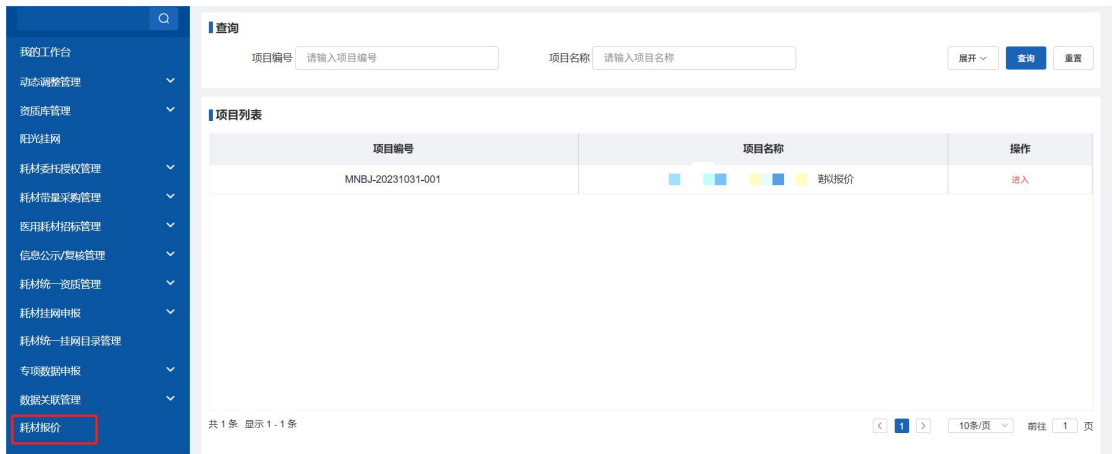 我的工作台
动态调整管理
资质库管理
阳光挂网
耗材委托授权管理
耗材带量采购管理
医用耗材招标管理
信息公示/复核管理
耗材统一资质管理
耗材挂网申报
耗材统一挂网目录管理
专项数据申报
数据关联管理
耗材报价
查询
项目编号 请输入项目编号 项目名称 请输入项目名称 展开 查询 重置
项目列表
项目编号 项目名称 操作
MNBJ-20231031-001 拟报价 进入
共 1 条 显示 1 - 1 条 1 10条/页 前往 1 页